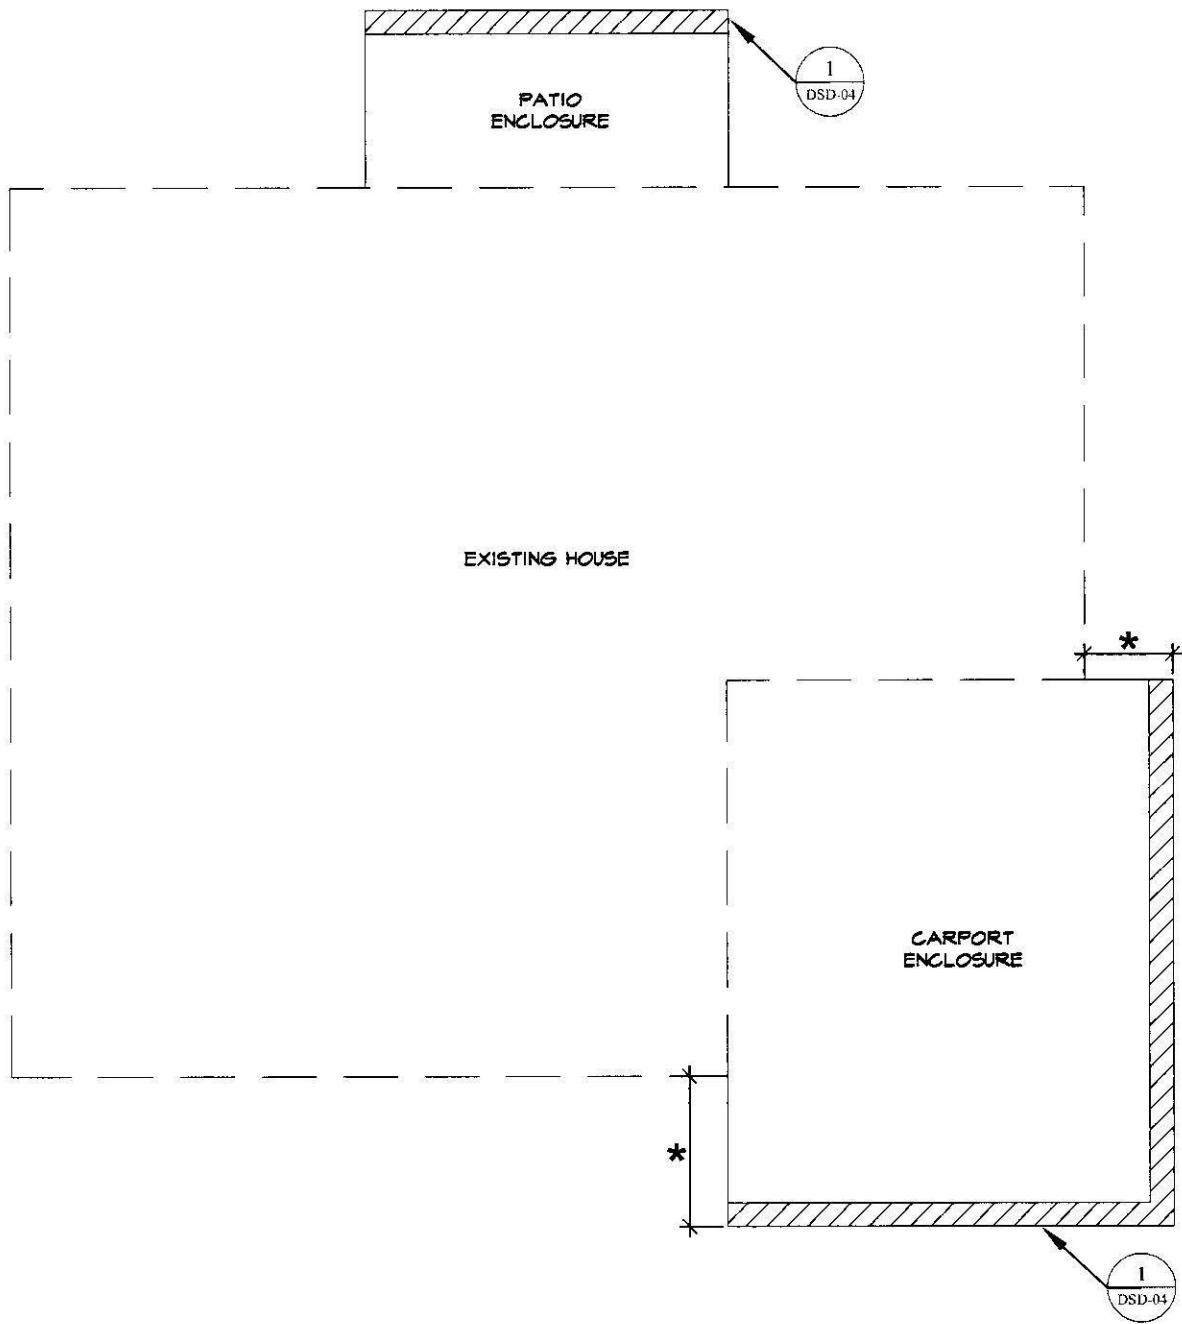 1
DSD-04
PATIO
ENCLOSURE
EXISTING HOUSE
*
CARPORT
ENCLOSURE
*
1
DSD-04